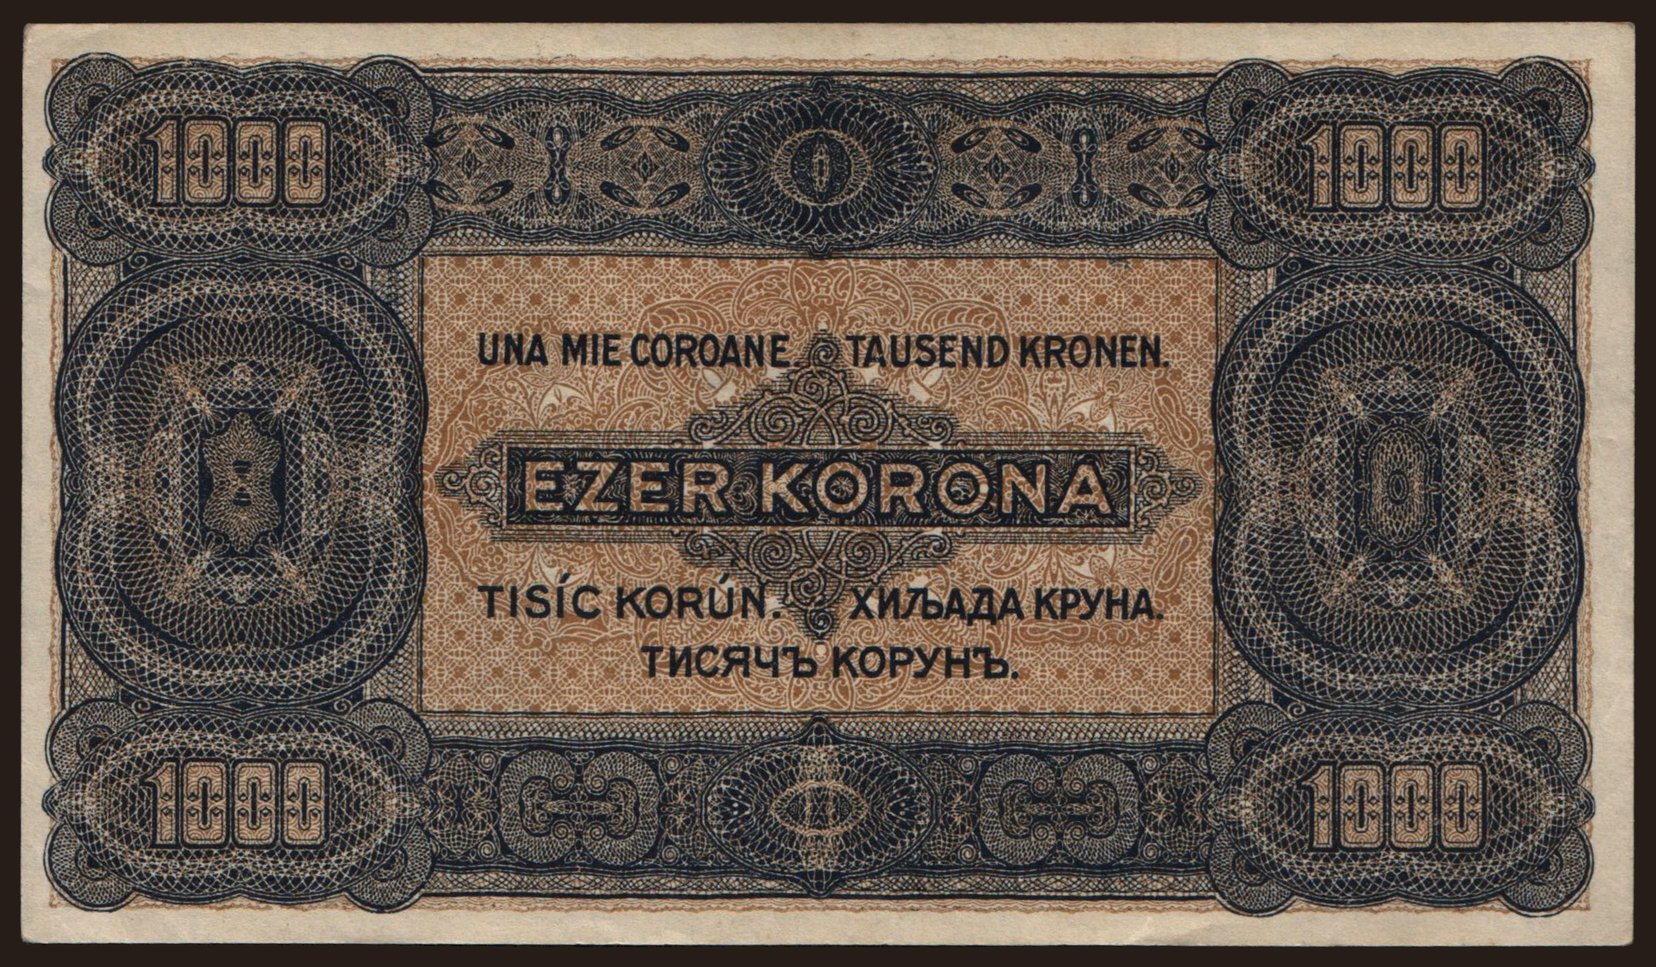 1000 1000
UNA MIE COROANE TAUSEND KRONEN.
EZER KORONA
TISÍC KORÚN. ХИЉАДА КРУНА.
ТИСЯЧЪ КОРУНЪ.
1000 1000